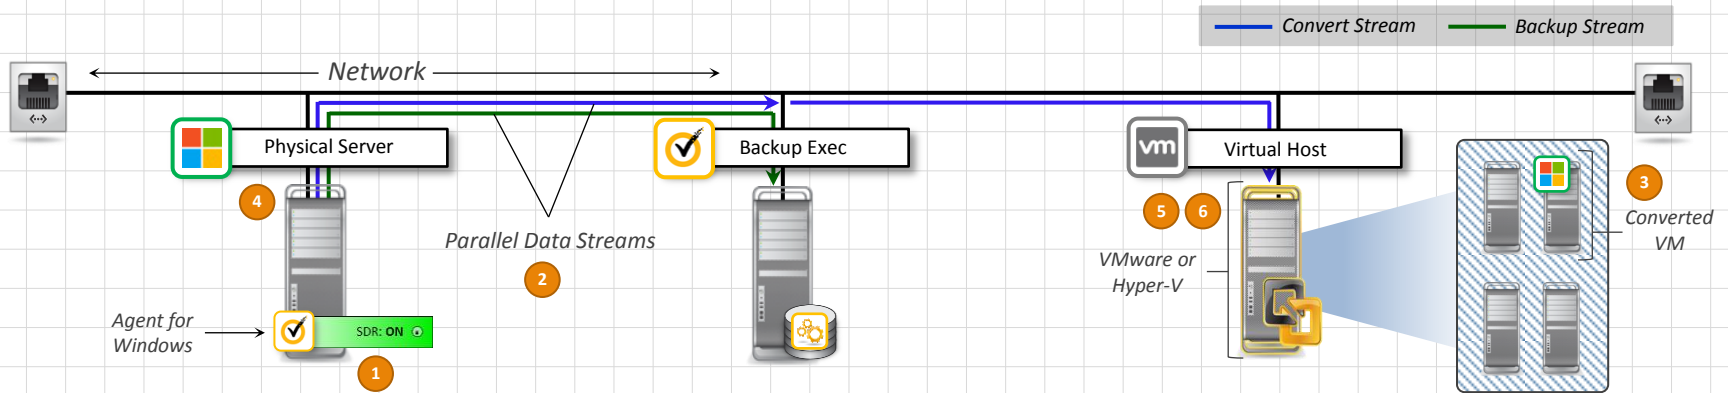 Convert Stream
Backup Stream
Network
Physical Server
Backup Exec
vm
Virtual Host
4
5
6
3
Converted
VM
Parallel Data Streams
2
VMware or
Hyper-V
Agent for
Windows
SDR: ON
1